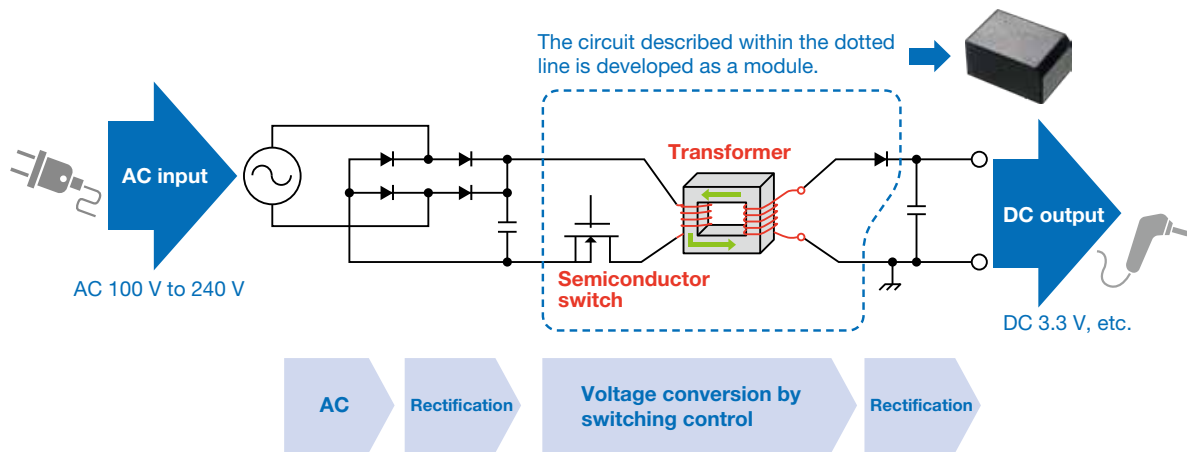 The circuit described within the dotted
line is developed as a module.
AC input
Transformer
DC output
Semiconductor
switch
AC 100 V to 240 V
DC 3.3 V, etc.
AC
Rectification
Voltage conversion by
switching control
Rectification